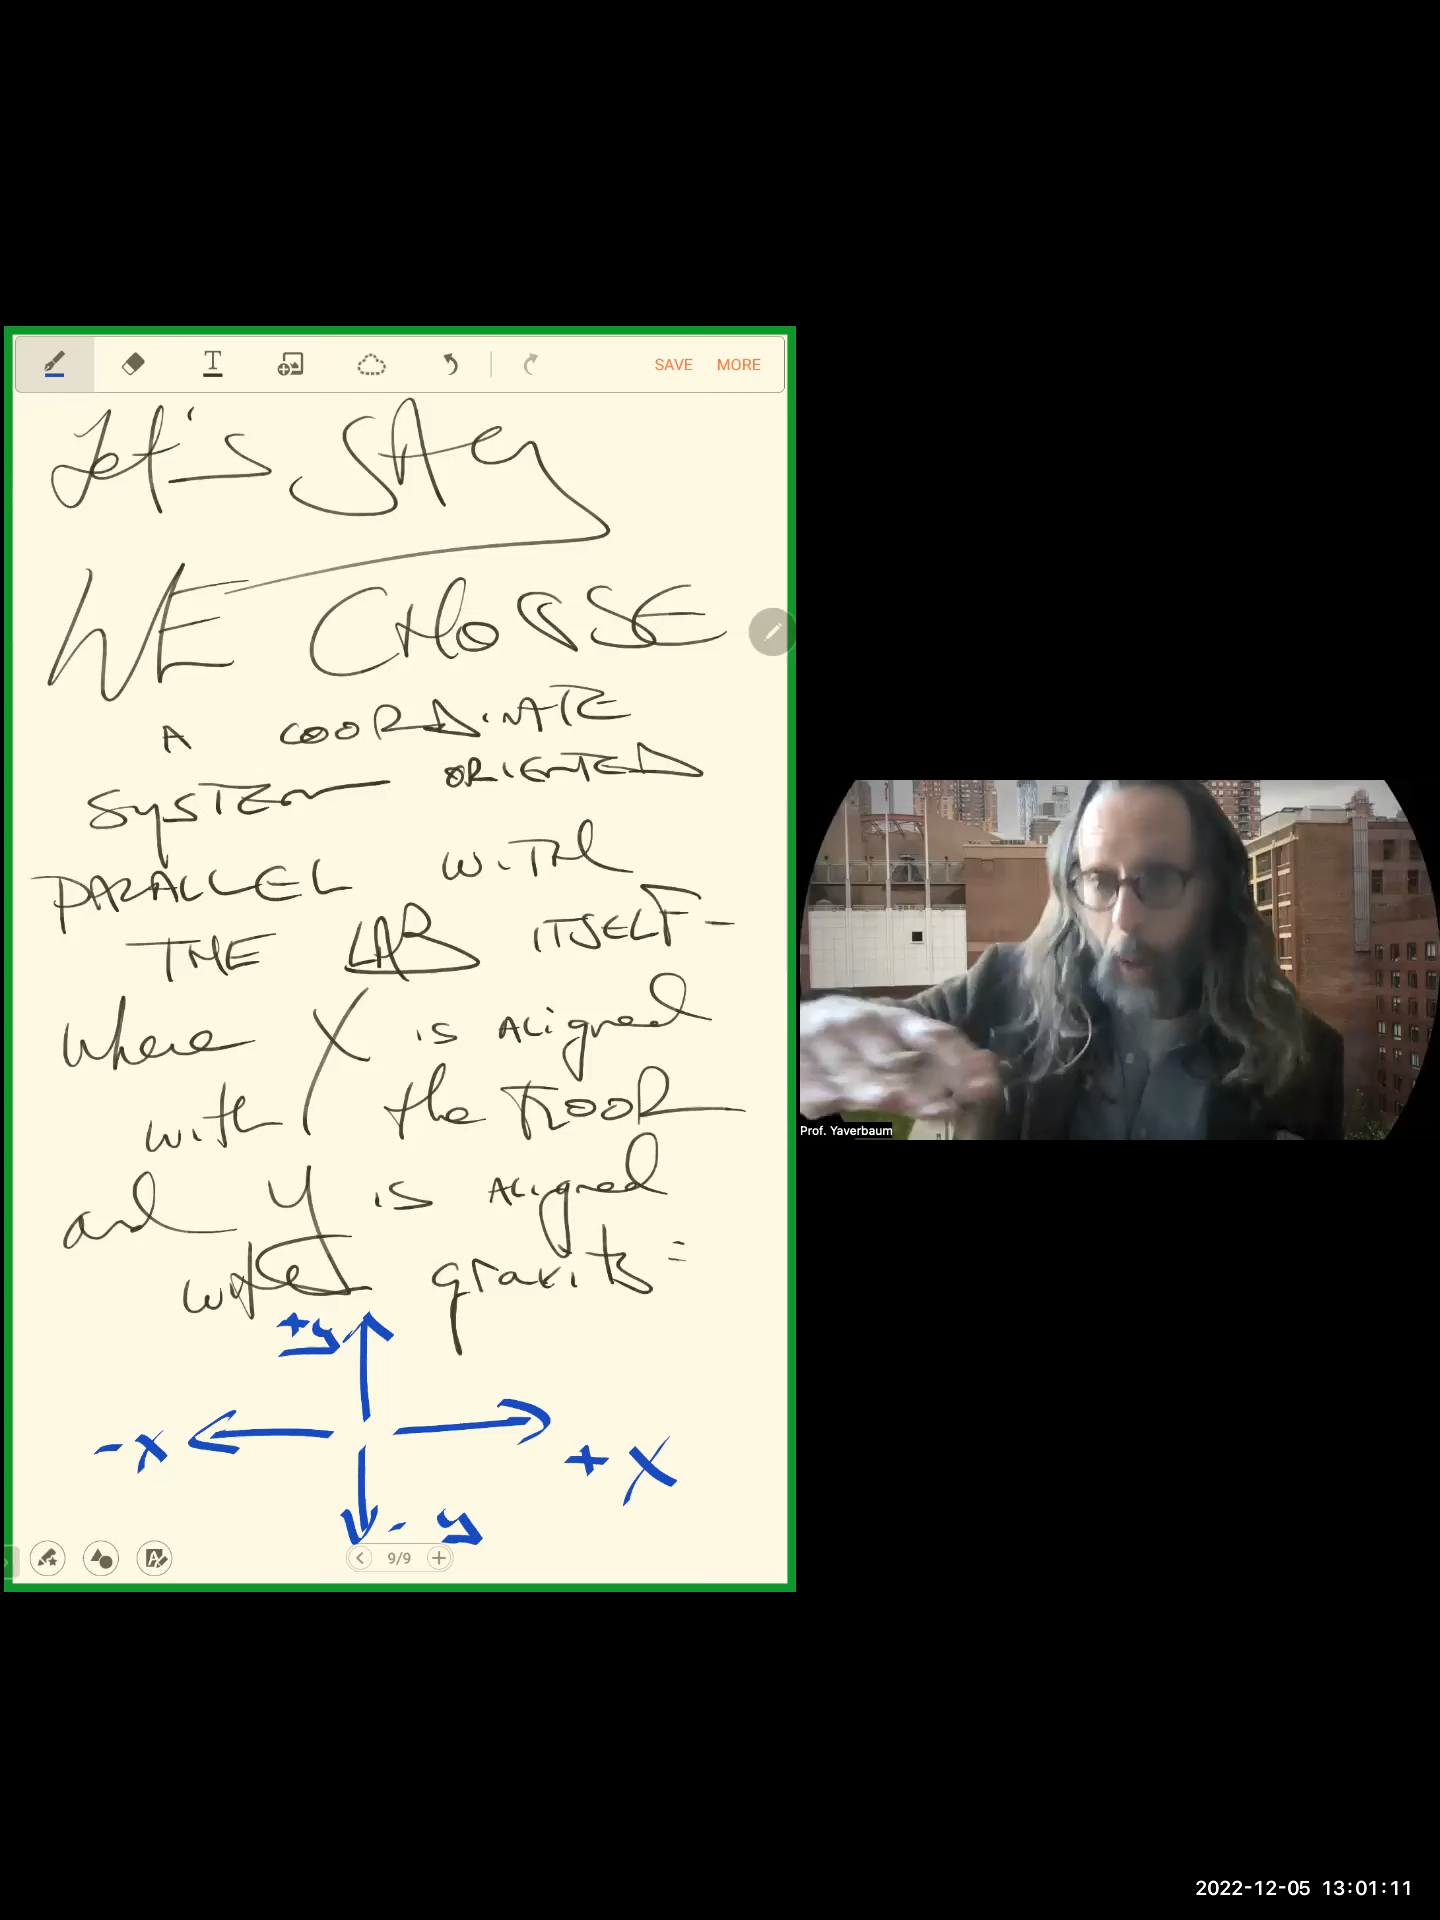 T
SAVE MORE
Let's SAy
WE CHOOSE
A COORDINATE
SYSTEM ORIENTED
PARALLEL WITH
THE LAB ITSELF-
where X is ALigned
with the FLOOR
and y is ALigned
with gravity =
+y
-x
+x
-y
9/9
Prof. Yaverbaum
2022-12-05 13:01:11